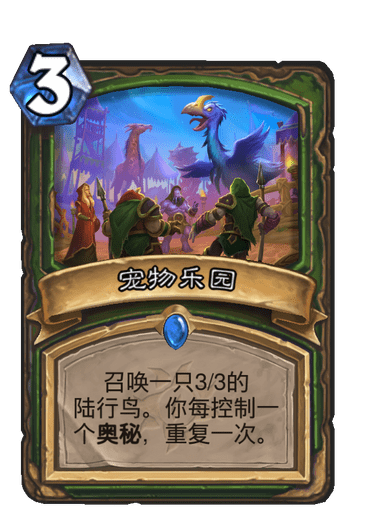 3
宠物乐园
召唤一只3/3的
陆行鸟。你每控制一
个奥秘，重复一次。